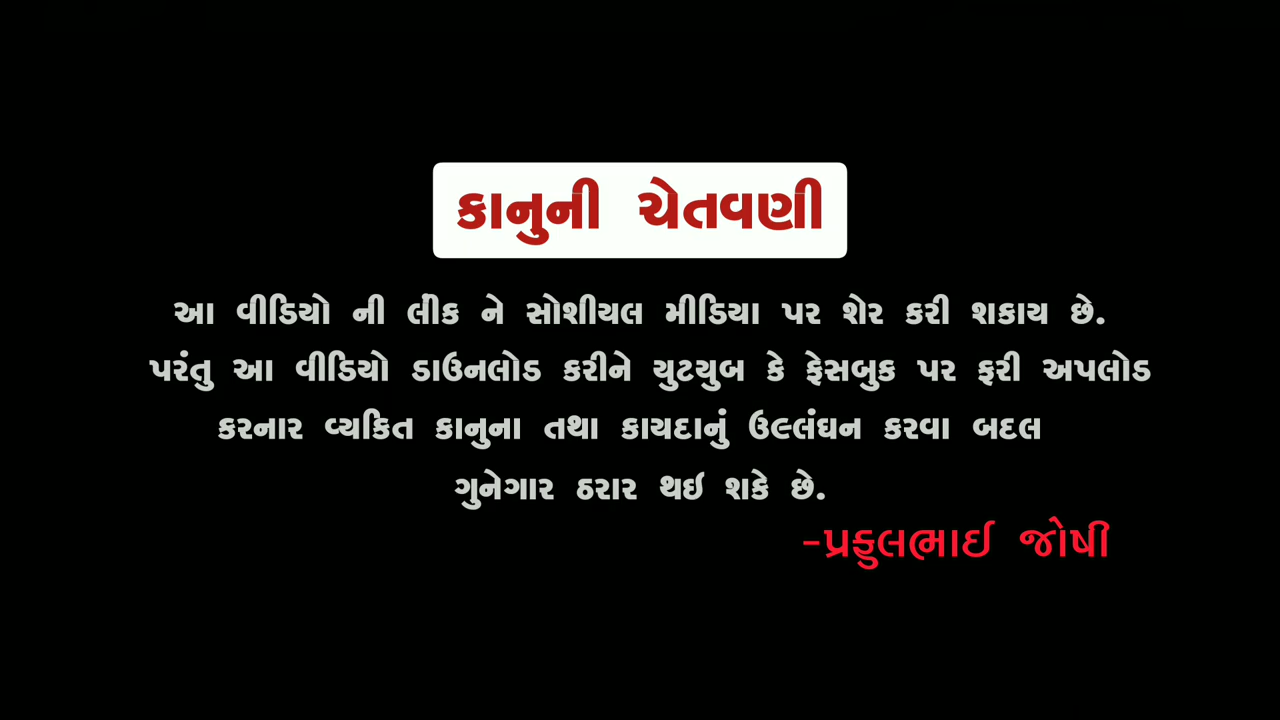 કાનુની ચેતવણી
આ વીડિયો ની લીંક ને સોશીયલ મીડિયા પર શેર કરી શકાય છે.
પરંતુ આ વીડિયો ડાઉનલોડ કરીને યુટયુબ કે ફેસબુક પર ફરી અપલોડ
કરનાર વ્યકિત કાનુના તથા કાયદાનું ઉલ્લંઘન કરવા બદલ
ગુનેગાર ઠરાર થઇ શકે છે.
-પ્રફુલભાઈ જોષી